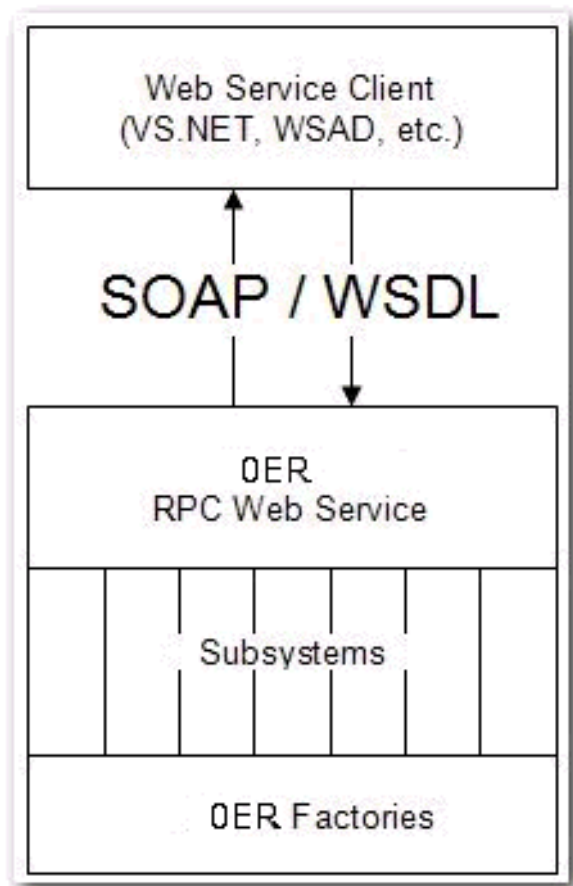 Web Service Client
(VS.NET, WSAD, etc.)
SOAP / WSDL
OER
RPC Web Service
Subsystems
OER Factories